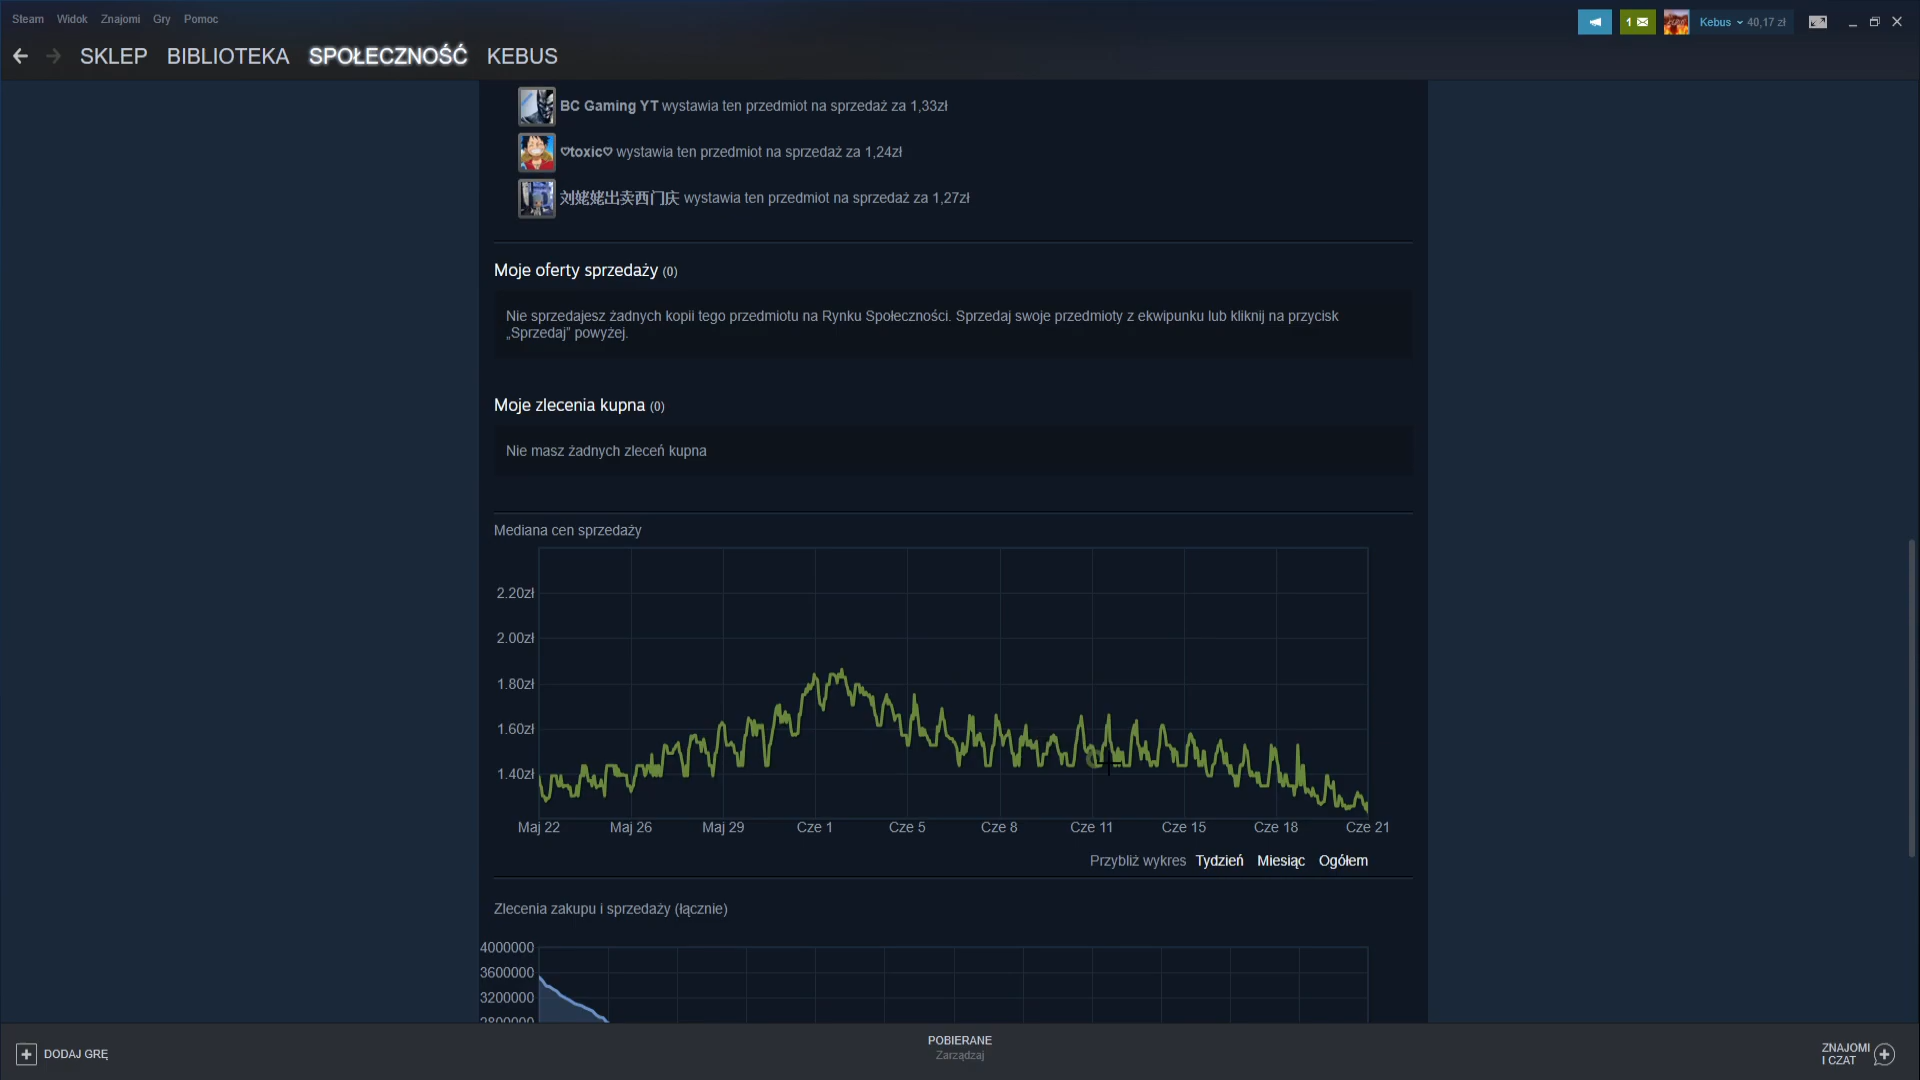 Steam Widok Znajomi Gry Pomoc
1
Kebus 40,17 zł
SKLEP BIBLIOTEKA SPOŁECZNOŚĆ KEBUS
BC Gaming YT wystawia ten przedmiot na sprzedaż za 1,33zł
♡toxic♡ wystawia ten przedmiot na sprzedaż za 1,24zł
刘姥姥出卖西门庆 wystawia ten przedmiot na sprzedaż za 1,27zł
Moje oferty sprzedaży (0)
Nie sprzedajesz żadnych kopii tego przedmiotu na Rynku Społeczności. Sprzedaj swoje przedmioty z ekwipunku lub kliknij na przycisk
„Sprzedaj” powyżej.
Moje zlecenia kupna (0)
Nie masz żadnych zleceń kupna
Mediana cen sprzedaży
2.20zł
2.00zł
1.80zł
1.60zł
1.40zł
Maj 22 Maj 26 Maj 29 Cze 1 Cze 5 Cze 8 Cze 11 Cze 15 Cze 18 Cze 21
Przybliż wykres Tydzień Miesiąc Ogółem
Zlecenia zakupu i sprzedaży (łącznie)
4000000
3600000
3200000
2800000
DODAJ GRĘ
POBIERANE
Zarządzaj
ZNAJOMI
I CZAT